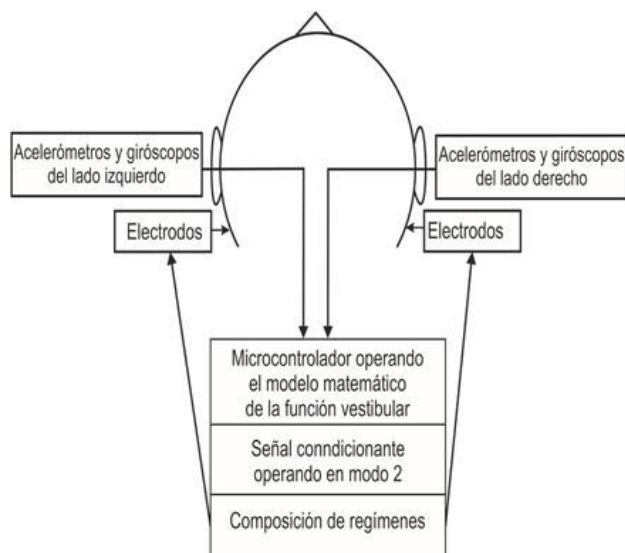 Acelerómetros y giróscopos
del lado izquierdo
Acelerómetros y giróscopos
del lado derecho
Electrodos
Electrodos
Microcontrolador operando
el modelo matemático
de la función vestibular
Señal conndicionante
operando en modo 2
Composición de regímenes